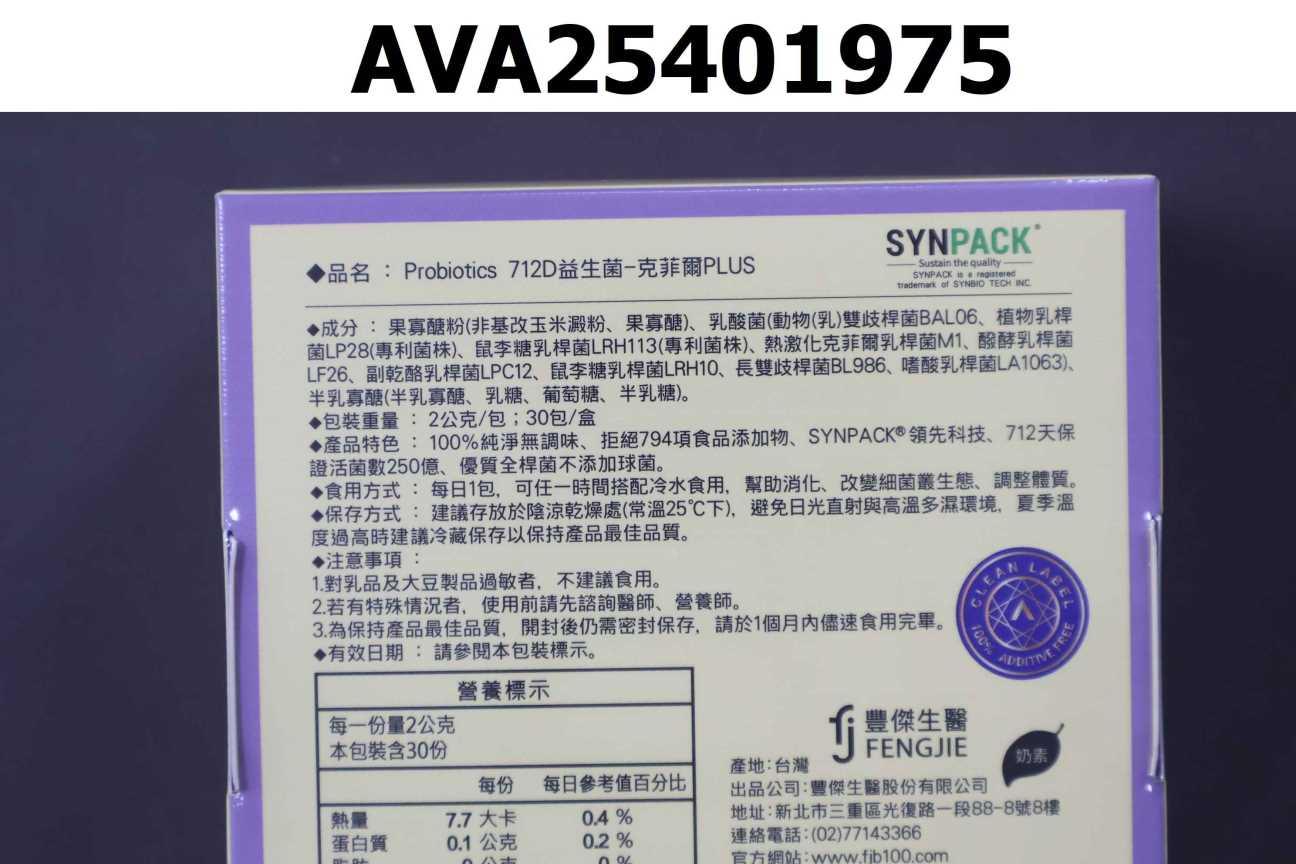 AVA25401975
SYNPACK®
Sustain the quality
SYNPACK is a registered
trademark of SYNBIO TECH INC.
◆品名：Probiotics 712D益生菌-克菲爾PLUS
◆成分：果寡醣粉(非基改玉米澱粉、果寡醣)、乳酸菌(動物(乳)雙歧桿菌BAL06、植物乳桿
菌LP28(專利菌株)、鼠李糖乳桿菌LRH113(專利菌株)、熱激化克菲爾乳桿菌M1、醱酵乳桿菌
LF26、副乾酪乳桿菌LPC12、鼠李糖乳桿菌LRH10、長雙歧桿菌BL986、嗜酸乳桿菌LA1063)、
半乳寡醣(半乳寡醣、乳糖、葡萄糖、半乳糖)。
◆包裝重量：2公克/包；30包/盒
◆產品特色：100%純淨無調味、拒絕794項食品添加物、SYNPACK®領先科技、712天保
證活菌數250億、優質全桿菌不添加球菌。
◆食用方式：每日1包，可任一時間搭配冷水食用，幫助消化、改變細菌叢生態、調整體質。
◆保存方式：建議存放於陰涼乾燥處(常溫25℃下)，避免日光直射與高溫多濕環境，夏季溫
度過高時建議冷藏保存以保持產品最佳品質。
◆注意事項：
1.對乳品及大豆製品過敏者，不建議食用。
2.若有特殊情況者，使用前請先諮詢醫師、營養師。
3.為保持產品最佳品質，開封後仍需密封保存，請於1個月內儘速食用完畢。
◆有效日期：請參閱本包裝標示。
CLEAN LABEL
100% ADDITIVE FREE
營養標示
每一份量2公克
本包裝含30份
每份 每日參考值百分比
熱量 7.7 大卡 0.4 %
蛋白質 0.1 公克 0.2 %
脂肪 0 公克 0 %
fj 豐傑生醫
FENGJIE
奶素
產地:台灣
出品公司:豐傑生醫股份有限公司
地址:新北市三重區光復路一段88-8號8樓
連絡電話:(02)77143366
官方網站:www.fjb100.com